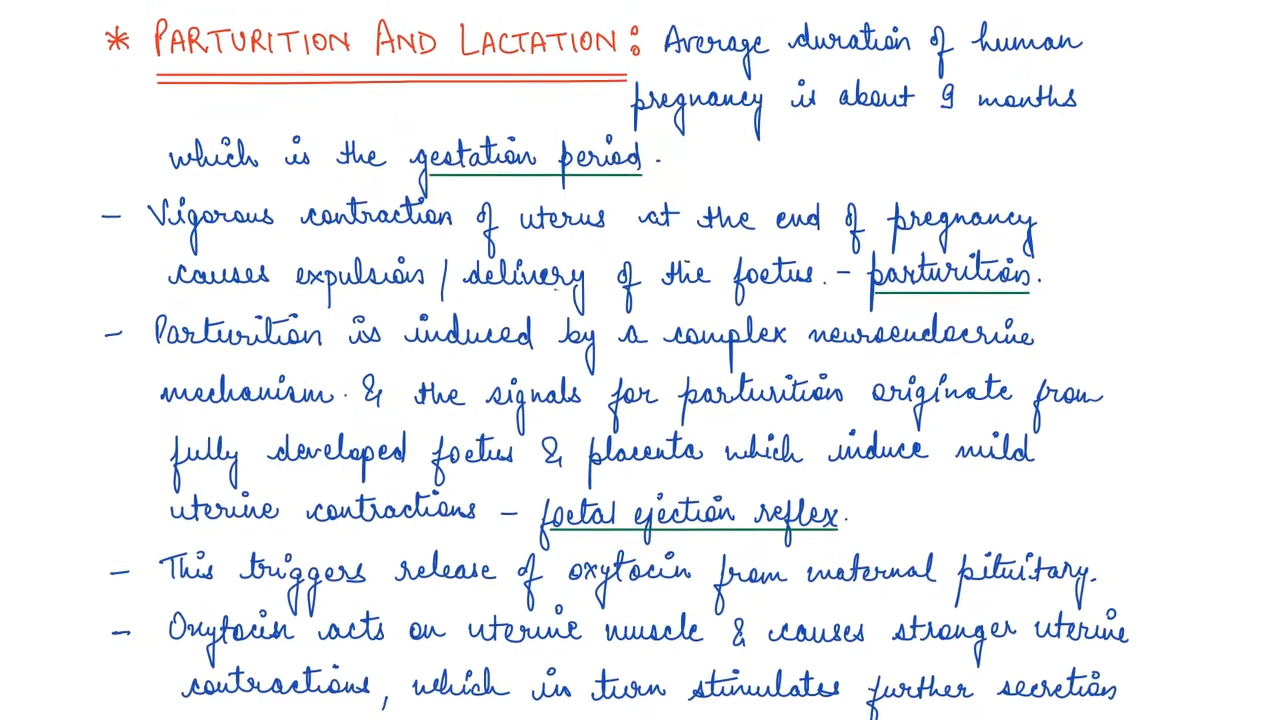 * PARTURITION AND LACTATION: Average duration of human
pregnancy is about 9 months
which is the gestation period.
- Vigorous contraction of uterus at the end of pregnancy
causes expulsion / delivery of the foetus. - parturition.
- Parturition is induced by a complex neuroendocrine
mechanism. & the signals for parturition originate from
fully developed foetus & placenta which induce mild
uterine contractions - foetal ejection reflex.
- This triggers release of oxytocin from maternal pituitary.
- Oxytocin acts on uterine muscle & causes stronger uterine
contractions, which in turn stimulates further secretion